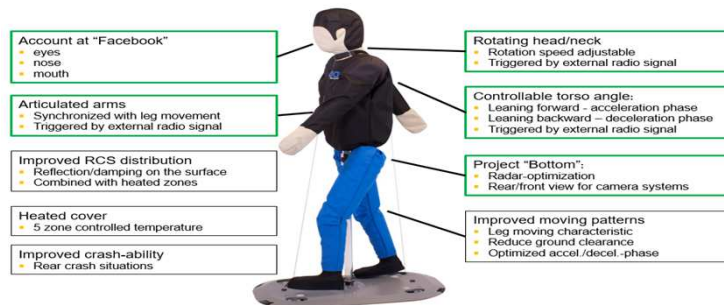 Account at "Facebook"
eyes
nose
mouth
Articulated arms
Synchronized with leg movement
Triggered by external radio signal
Improved RCS distribution
Reflection/damping on the surface
Combined with heated zones
Heated cover
5 zone controlled temperature
Improved crash-ability
Rear crash situations
Rotating head/neck
Rotation speed adjustable
Triggered by external radio signal
Controllable torso angle:
Leaning forward - acceleration phase
Leaning backward – deceleration phase
Triggered by external radio signal
Project "Bottom":
Radar-optimization
Rear/front view for camera systems
Improved moving patterns
Leg moving characteristic
Reduce ground clearance
Optimized accel./decel.-phase